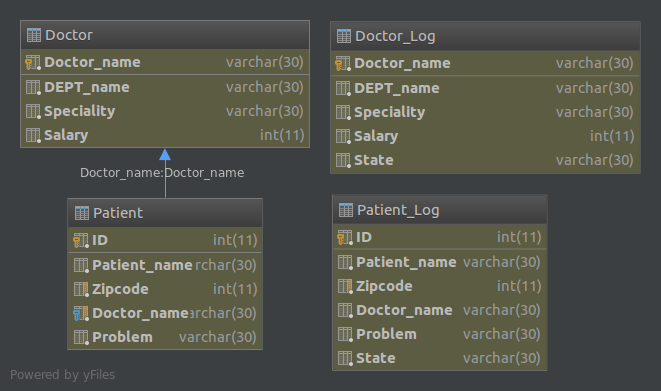 Doctor
Doctor_name varchar(30)
DEPT_name varchar(30)
Speciality varchar(30)
Salary int(11)
Doctor_Log
Doctor_name varchar(30)
DEPT_name varchar(30)
Speciality varchar(30)
Salary int(11)
State varchar(30)
Doctor_name:Doctor_name
Patient
ID int(11)
Patient_name rchar(30)
Zipcode int(11)
Doctor_name archar(30)
Problem varchar(30)
Patient_Log
ID int(11)
Patient_name varchar(30)
Zipcode int(11)
Doctor_name varchar(30)
Problem varchar(30)
State varchar(30)
Powered by yFiles